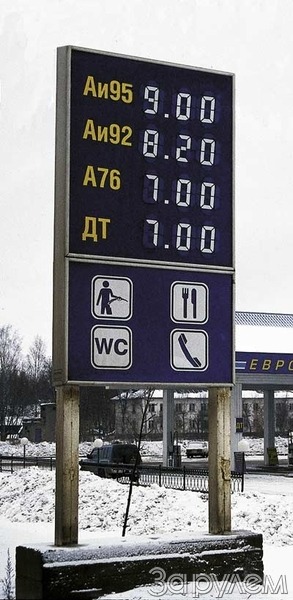 Аи95 9.00
Аи92 8.20
А76 7.00
ДТ 7.00
WC
ЕВРО
За рулем